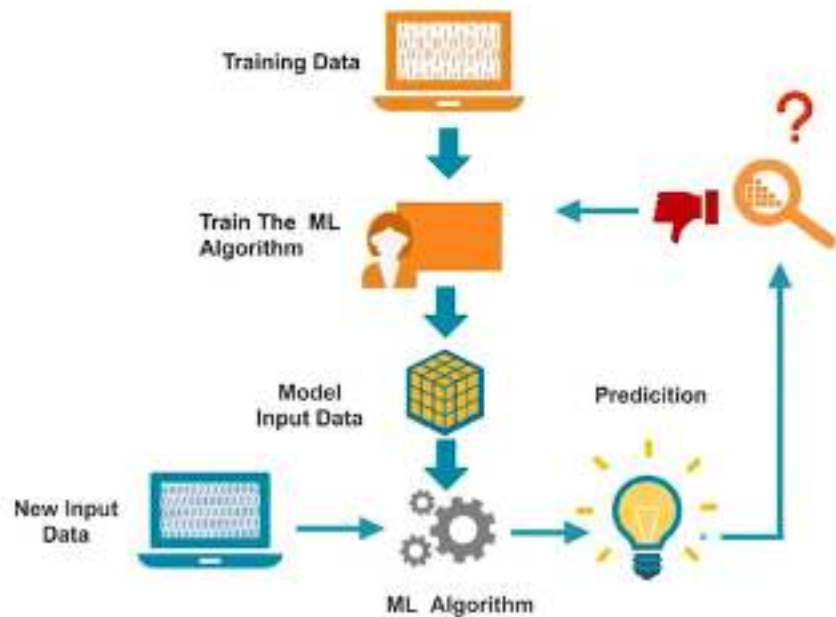 Training Data
?
Train The ML
Algorithm
Model
Input Data
Predicition
New Input
Data
ML Algorithm